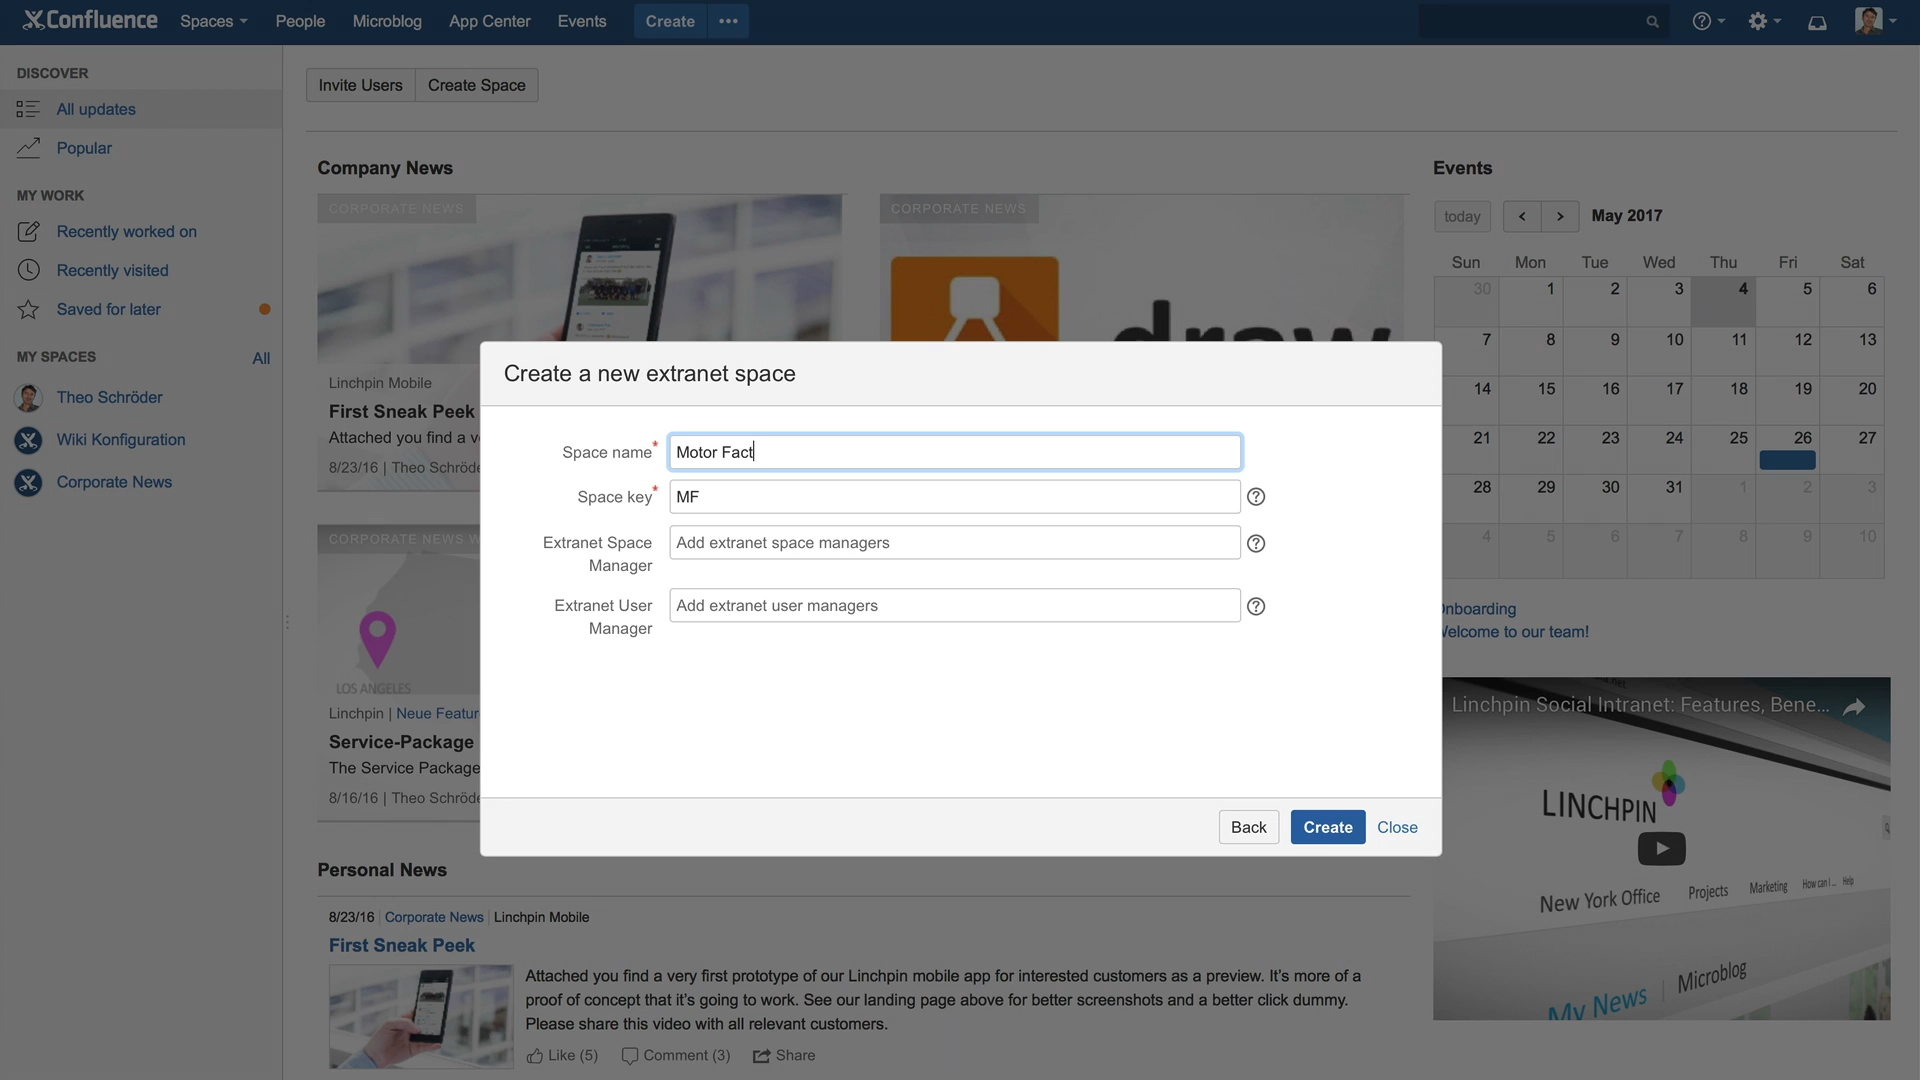 Confluence Spaces People Microblog App Center Events Create
DISCOVER
All updates
Popular
MY WORK
Recently worked on
Recently visited
Saved for later
MY SPACES All
Theo Schröder
Wiki Konfiguration
Corporate News
Invite Users Create Space
Company News
CORPORATE NEWS
Linchpin Mobile
First Sneak Peek
Attached you find a
8/23/16 | Theo Schröde
CORPORATE NEWS
draw
CORPORATE NEWS W
LOS ANGELES
Linchpin | Neue Featur
Service-Package
The Service Package
8/16/16 | Theo Schröde
Create a new extranet space
Space name* Motor Fact
Space key* MF
Extranet Space
Manager
Add extranet space managers
Extranet User
Manager
Add extranet user managers
Back Create Close
Personal News
8/23/16 Corporate News Linchpin Mobile
First Sneak Peek
Attached you find a very first prototype of our Linchpin mobile app for interested customers as a preview. It's more of a
proof of concept that it's going to work. See our landing page above for better screenshots and a better click dummy.
Please share this video with all relevant customers.
Like (5) Comment (3) Share
Events
today < > May 2017
Sun Mon Tue Wed Thu Fri Sat
30 1 2 3 4 5 6
7 8 9 10 11 12 13
14 15 16 17 18 19 20
21 22 23 24 25 26 27
28 29 30 31 1 2 3
4 5 6 7 8 9 10
nboarding
elcome to our team!
Linchpin Social Intranet: Features, Bene...
LINCHPIN
New York Office Projects Marketing How can I ... Help
My News Microblog